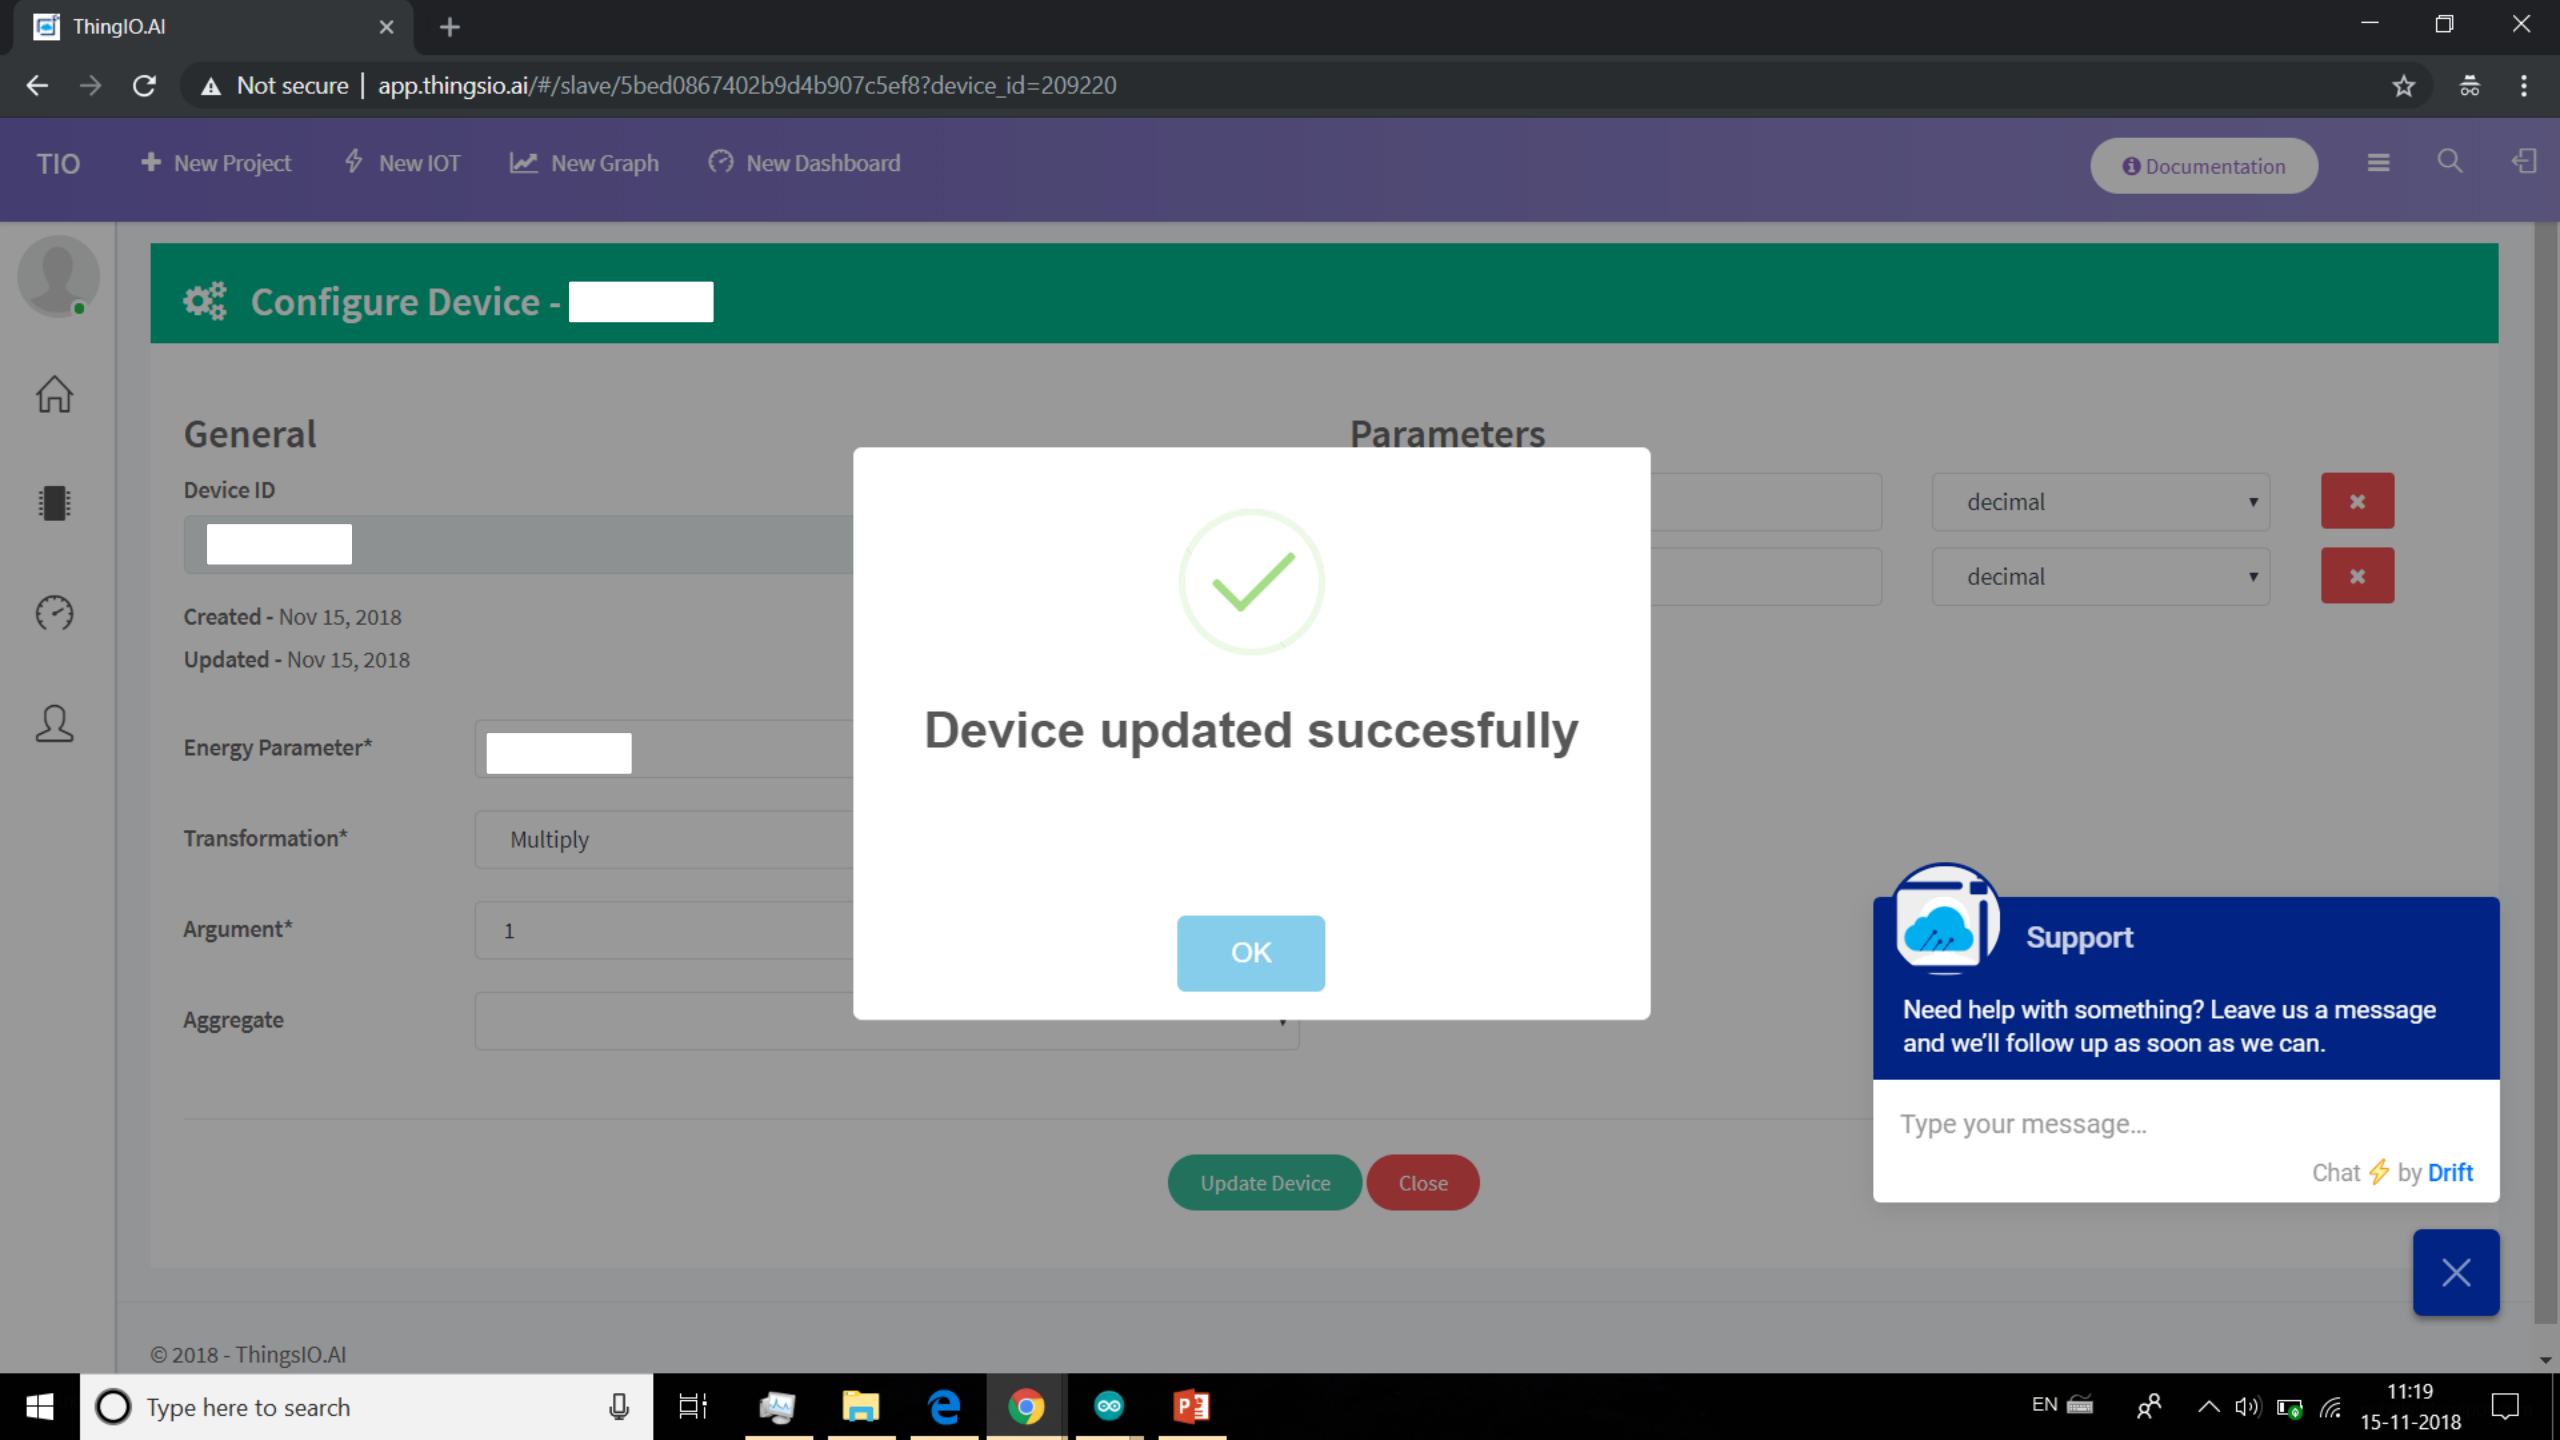 ThingIO.AI
Not secure | app.thingsio.ai/#/slave/5bed0867402b9d4b907c5ef8?device_id=209220
TIO New Project New IOT New Graph New Dashboard Documentation
Configure Device -
General
Parameters
Device ID
decimal
decimal
Created - Nov 15, 2018
Updated - Nov 15, 2018
Energy Parameter*
Transformation* Multiply
Argument* 1
Aggregate
Device updated succesfully
OK
Support
Need help with something? Leave us a message
and we'll follow up as soon as we can.
Type your message...
Chat by Drift
Update Device Close
© 2018 - ThingsIO.AI
Type here to search
EN
11:19
15-11-2018